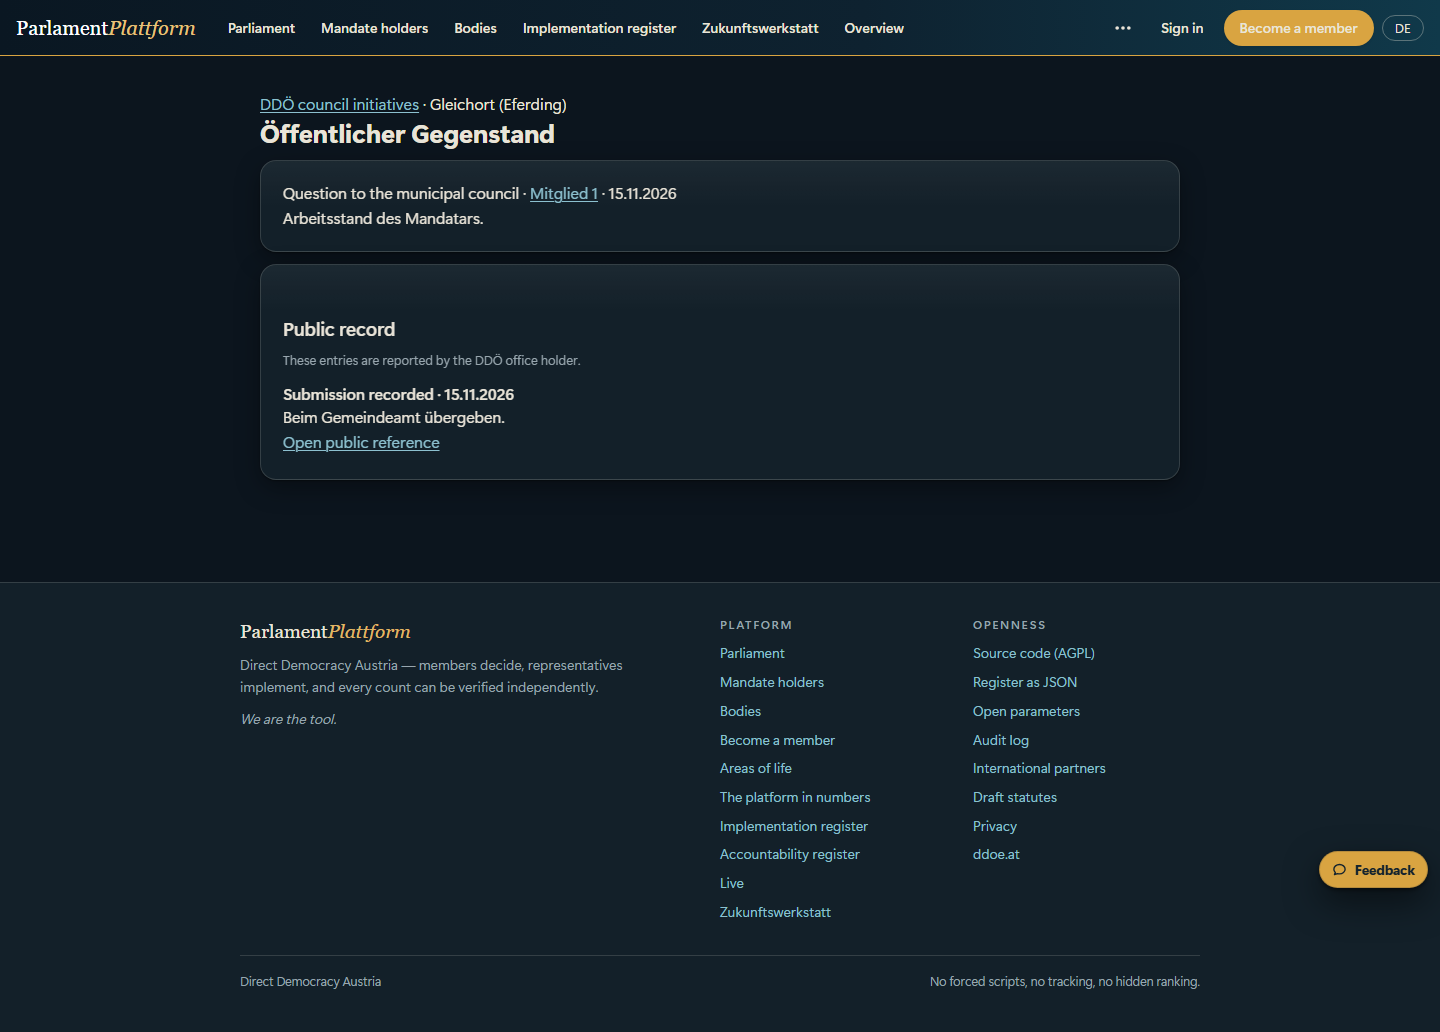 ParlamentPlattform Parliament Mandate holders Bodies Implementation register Zukunftswerkstatt Overview ••• Sign in Become a member DE
DDÖ council initiatives · Gleichort (Eferding)
Öffentlicher Gegenstand
Question to the municipal council · Mitglied 1 · 15.11.2026
Arbeitsstand des Mandatars.
Public record
These entries are reported by the DDÖ office holder.
Submission recorded · 15.11.2026
Beim Gemeindeamt übergeben.
Open public reference
ParlamentPlattform
Direct Democracy Austria — members decide, representatives
implement, and every count can be verified independently.
We are the tool.
PLATFORM
Parliament
Mandate holders
Bodies
Become a member
Areas of life
The platform in numbers
Implementation register
Accountability register
Live
Zukunftswerkstatt
OPENNESS
Source code (AGPL)
Register as JSON
Open parameters
Audit log
International partners
Draft statutes
Privacy
ddoe.at
Feedback
Direct Democracy Austria
No forced scripts, no tracking, no hidden ranking.